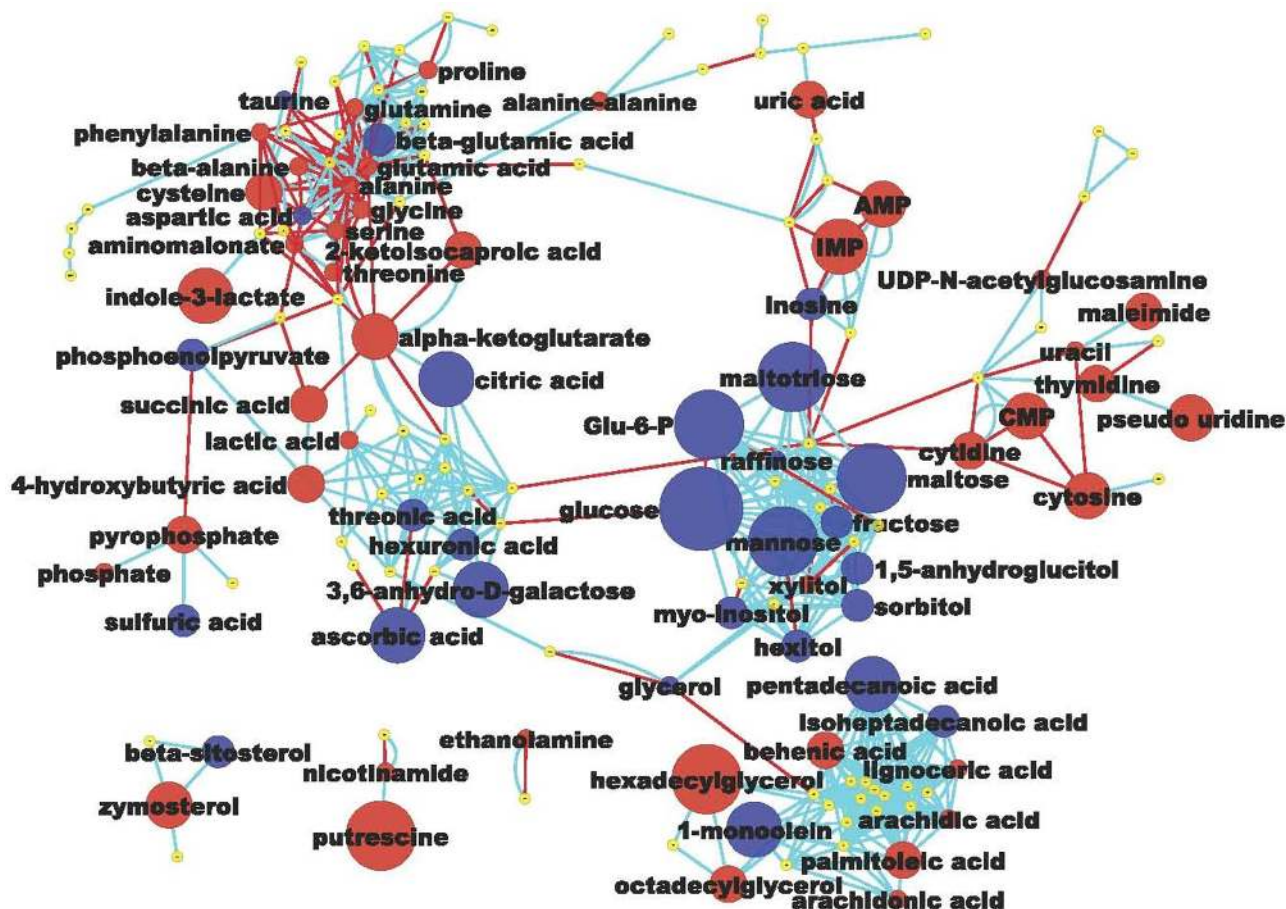 proline
taurine
glutamine
alanine-alanine
uric acid
phenylalanine
beta-glutamic acid
beta-alanine
glutamic acid
cysteine
alanine
aspartic acid
glycine
AMP
serine
aminomalonate
2-ketoisocaproic acid
IMP
threonine
UDP-N-acetylglucosamine
indole-3-lactate
inosine
maleimide
alpha-ketoglutarate
phosphoenolpyruvate
uracil
citric acid
maltotriose
thymidine
succinic acid
CMP
pseudo uridine
Glu-6-P
lactic acid
cytidine
raffinose
maltose
4-hydroxybutyric acid
cytosine
glucose
threonic acid
fructose
pyrophosphate
hexuronic acid
mannose
phosphate
1,5-anhydroglucitol
3,6-anhydro-D-galactose
xylitol
sulfuric acid
myo-inositol
sorbitol
ascorbic acid
hexitol
glycerol
pentadecanoic acid
isoheptadecanoic acid
ethanolamine
beta-sitosterol
behenic acid
nicotinamide
lignoceric acid
hexadecylglycerol
zymosterol
arachidic acid
putrescine
1-monoolein
palmitoleic acid
octadecylglycerol
arachidonic acid